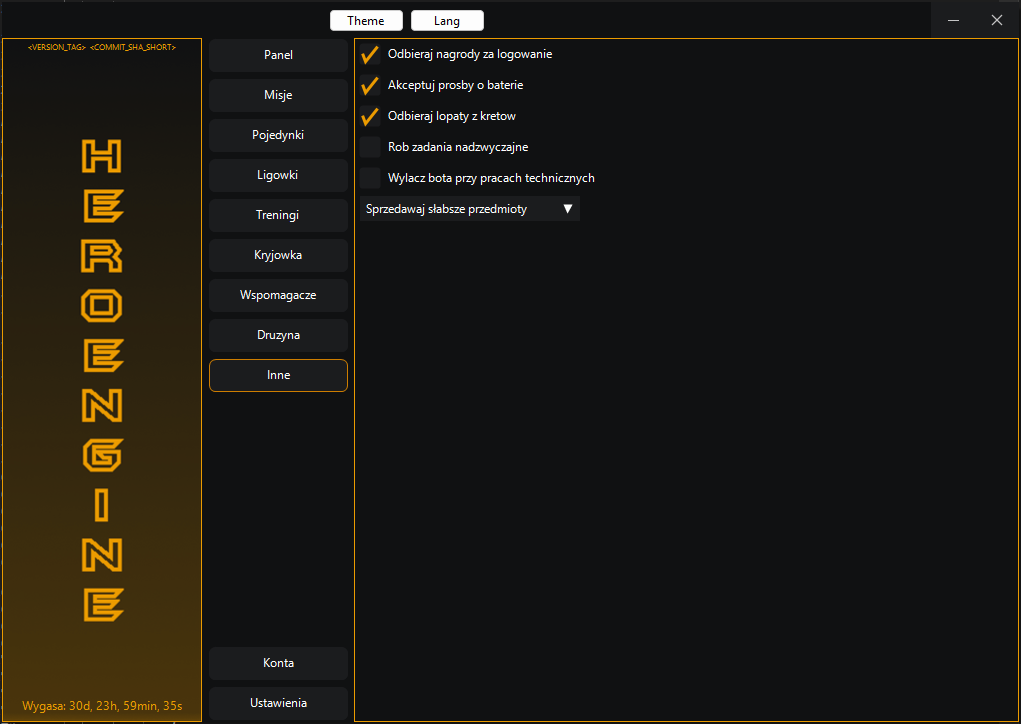 Theme
Lang
<VERSION_TAG> <COMMIT_SHA_SHORT>
HEROENGINE
Wygasa: 30d, 23h, 59min, 35s
Panel
Misje
Pojedynki
Ligowki
Treningi
Kryjowka
Wspomagacze
Druzyna
Inne
Konta
Ustawienia
Odbieraj nagrody za logowanie
Akceptuj prosby o baterie
Odbieraj lopaty z kretow
Rob zadania nadzwyczajne
Wylacz bota przy pracach technicznych
Sprzedawaj słabsze przedmioty